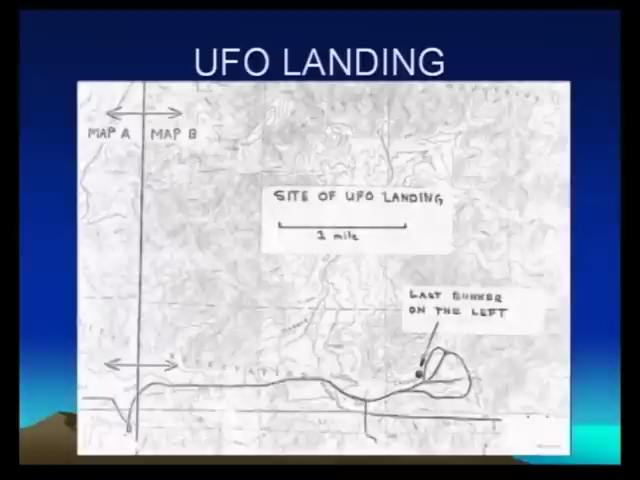 UFO LANDING
MAP A MAP B
SITE OF UFO LANDING
1 mile
LAST BUNKER
ON THE LEFT